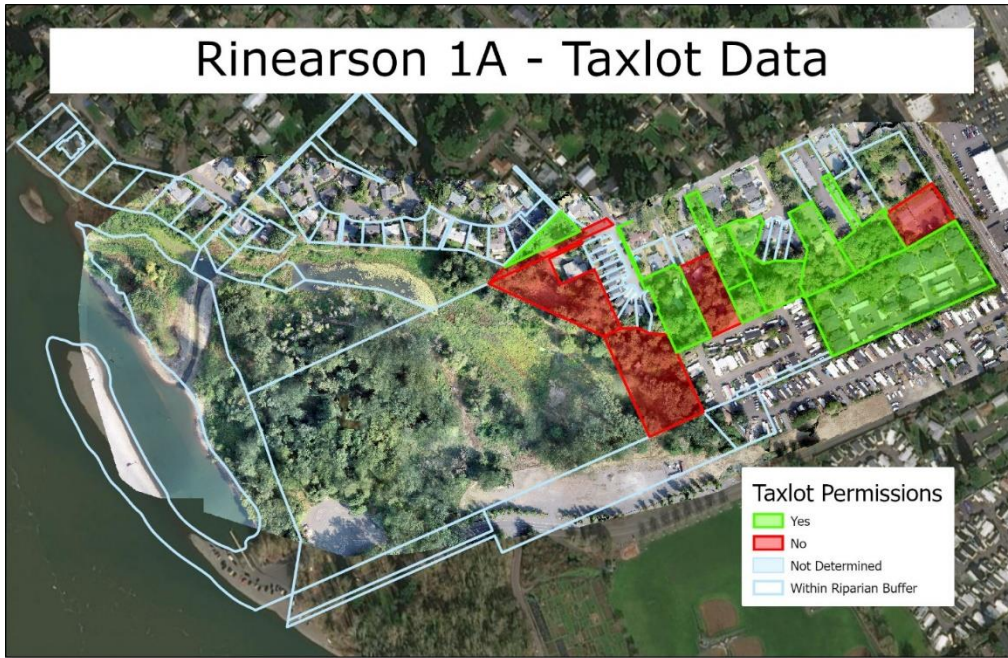 Rinearson 1A - Taxlot Data
Taxlot Permissions
Yes
No
Not Determined
Within Riparian Buffer